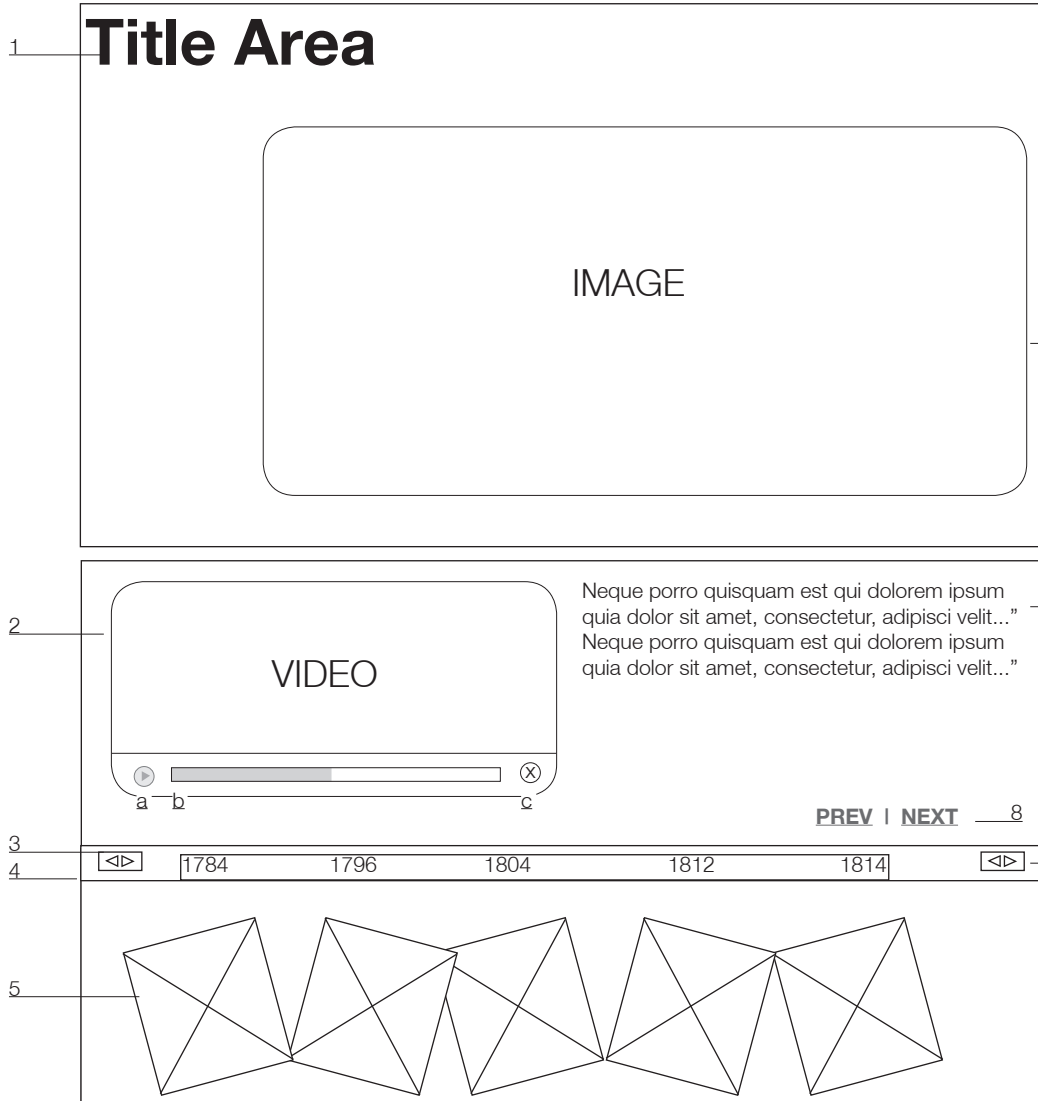 1
Title Area
IMAGE
2
VIDEO
a
b
c
Neque porro quisquam est qui dolorem ipsum
quia dolor sit amet, consectetur, adipisci velit...”
Neque porro quisquam est qui dolorem ipsum
quia dolor sit amet, consectetur, adipisci velit...”
PREV | NEXT
8
3
4
1784 1796 1804 1812 1814
5